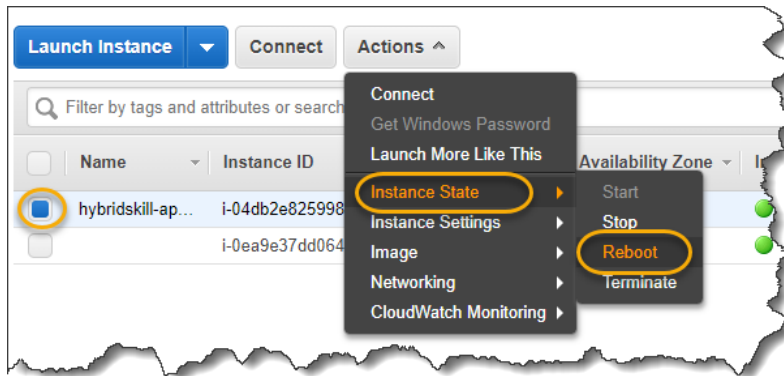 Launch Instance Connect Actions
Filter by tags and attributes or search
Connect
Get Windows Password
Launch More Like This
Name Instance ID Availability Zone
Instance State Start
hybridskill-ap... i-04db2e825998
Instance Settings Stop
i-0ea9e37dd064 Image Reboot
Networking Terminate
CloudWatch Monitoring